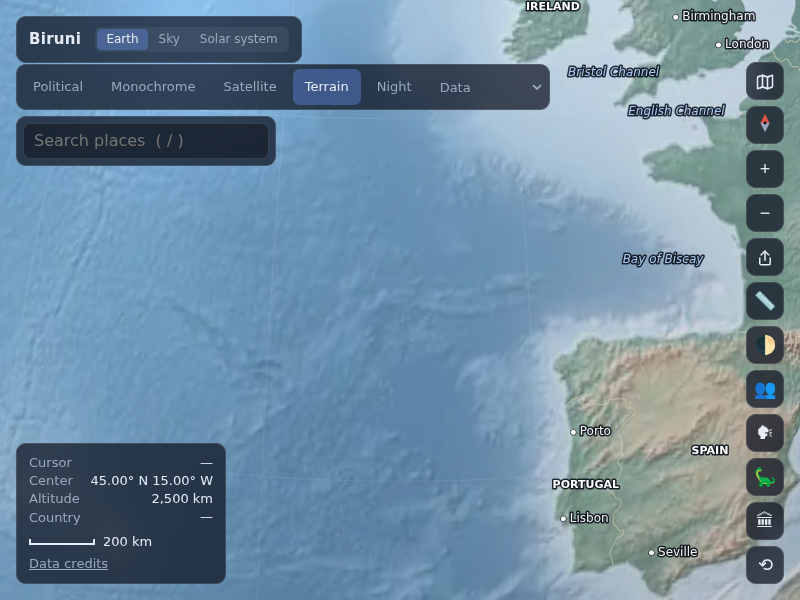 Biruni
Earth
Sky
Solar system
Political
Monochrome
Satellite
Terrain
Night
Data
Search places ( / )
IRELAND
Birmingham
London
Bristol Channel
English Channel
Bay of Biscay
Porto
SPAIN
PORTUGAL
Lisbon
Seville
+
−
Cursor —
Center 45.00° N 15.00° W
Altitude 2,500 km
Country —
200 km
Data credits